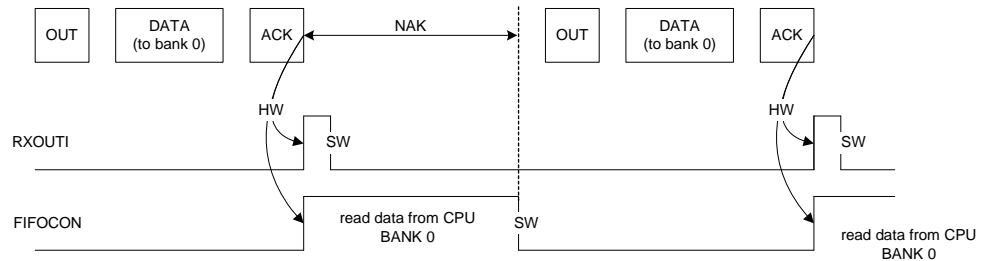 OUT
DATA
(to bank 0)
ACK
NAK
OUT
DATA
(to bank 0)
ACK
HW
HW
RXOUTI
SW
SW
FIFOCON
read data from CPU
BANK 0
SW
read data from CPU
BANK 0